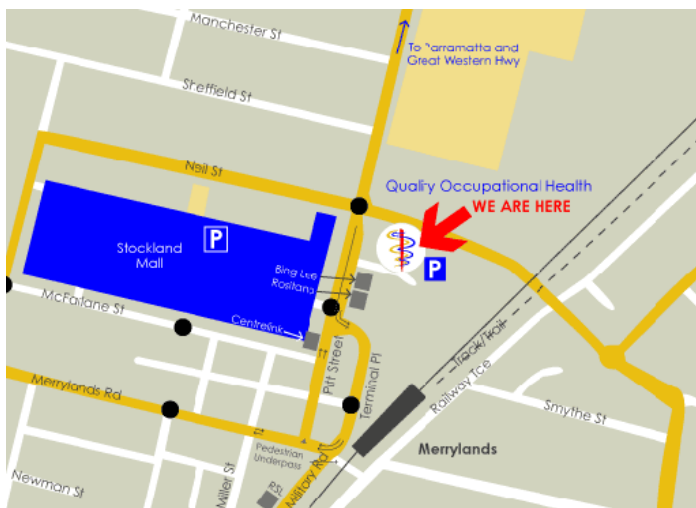 Manchester St
To Parramatta and
Great Western Hwy
Sheffield St
Neil St
Quality Occupational Health
WE ARE HERE
P
Stockland
Mall
P
Bing Lee
Rositano
McFarlane St
Centrelink
Pitt Street
Terminal Pl
Track/Trail
Railway Tce
Merrylands Rd
Smythe St
Pedestrian
Underpass
Merrylands
Newman St
Miller St
RSL
Military Rd